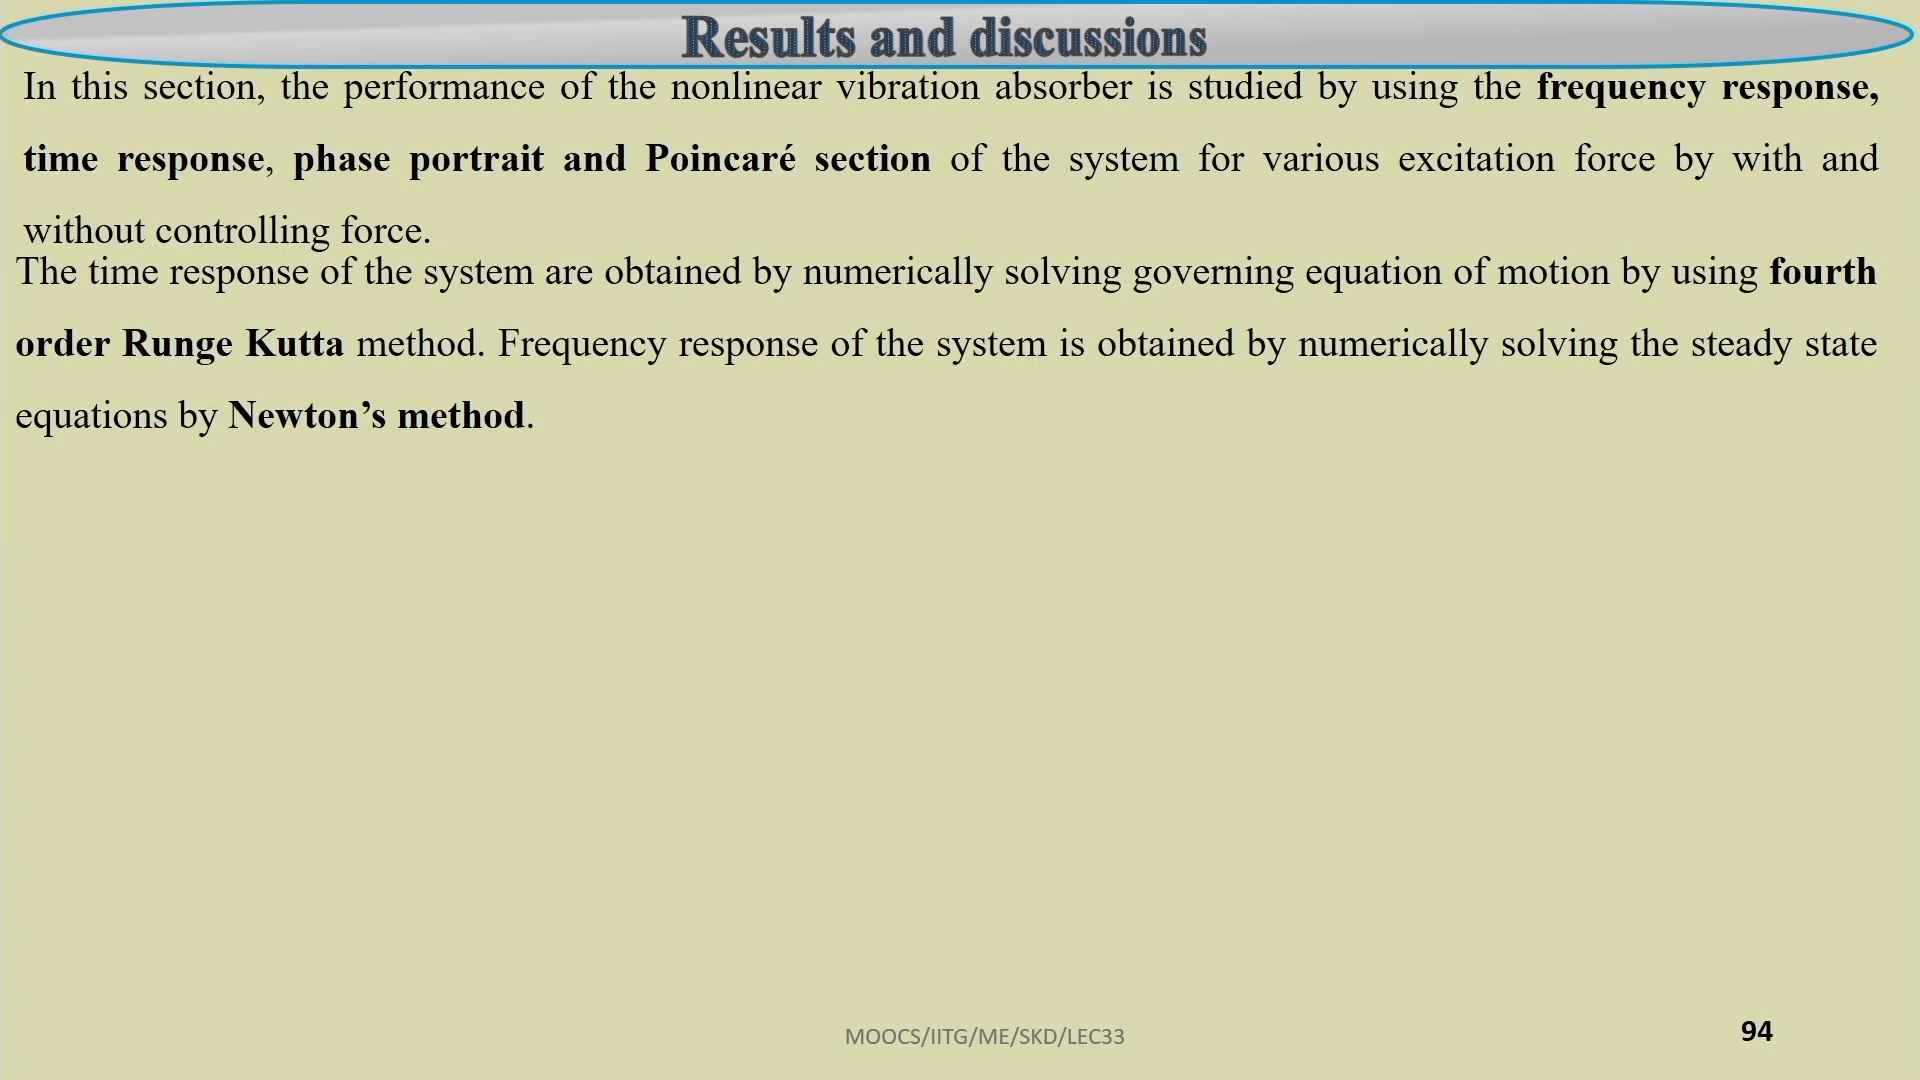 Results and discussions
In this section, the performance of the nonlinear vibration absorber is studied by using the frequency response,
time response, phase portrait and Poincaré section of the system for various excitation force by with and
without controlling force.
The time response of the system are obtained by numerically solving governing equation of motion by using fourth
order Runge Kutta method. Frequency response of the system is obtained by numerically solving the steady state
equations by Newton’s method.
MOOCS/IITG/ME/SKD/LEC33
94